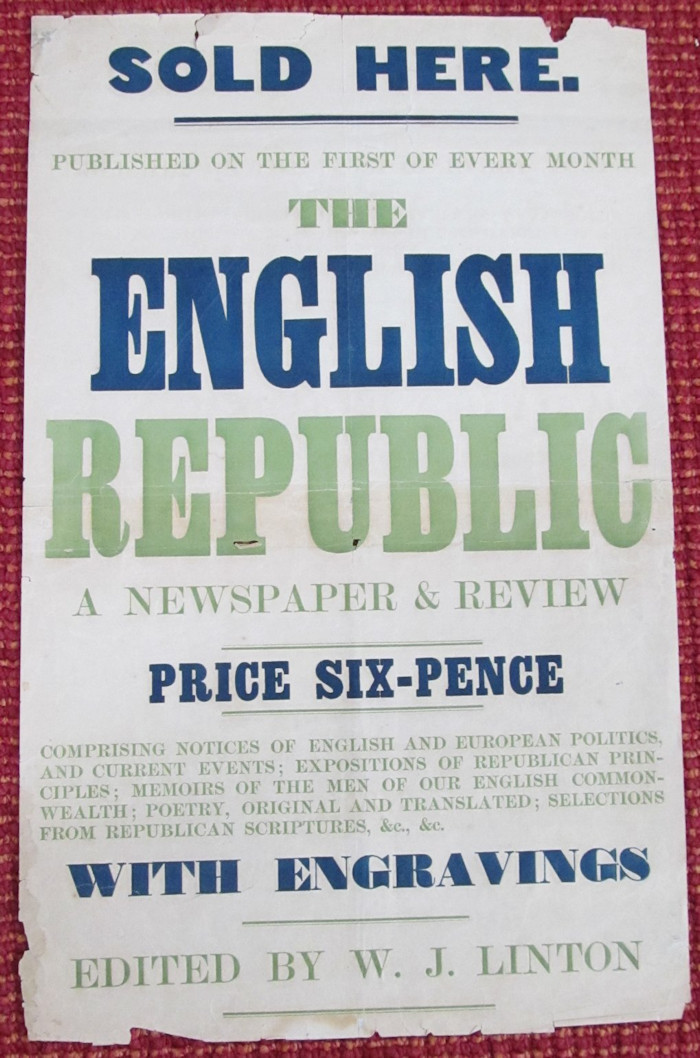 SOLD HERE.
PUBLISHED ON THE FIRST OF EVERY MONTH
THE
ENGLISH
REPUBLIC
A NEWSPAPER & REVIEW
PRICE SIX-PENCE
COMPRISING NOTICES OF ENGLISH AND EUROPEAN POLITICS,
AND CURRENT EVENTS; EXPOSITIONS OF REPUBLICAN PRIN-
CIPLES; MEMOIRS OF THE MEN OF OUR ENGLISH COMMON-
WEALTH; POETRY, ORIGINAL AND TRANSLATED; SELECTIONS
FROM REPUBLICAN SCRIPTURES, &c., &c.
WITH ENGRAVINGS
EDITED BY W. J. LINTON